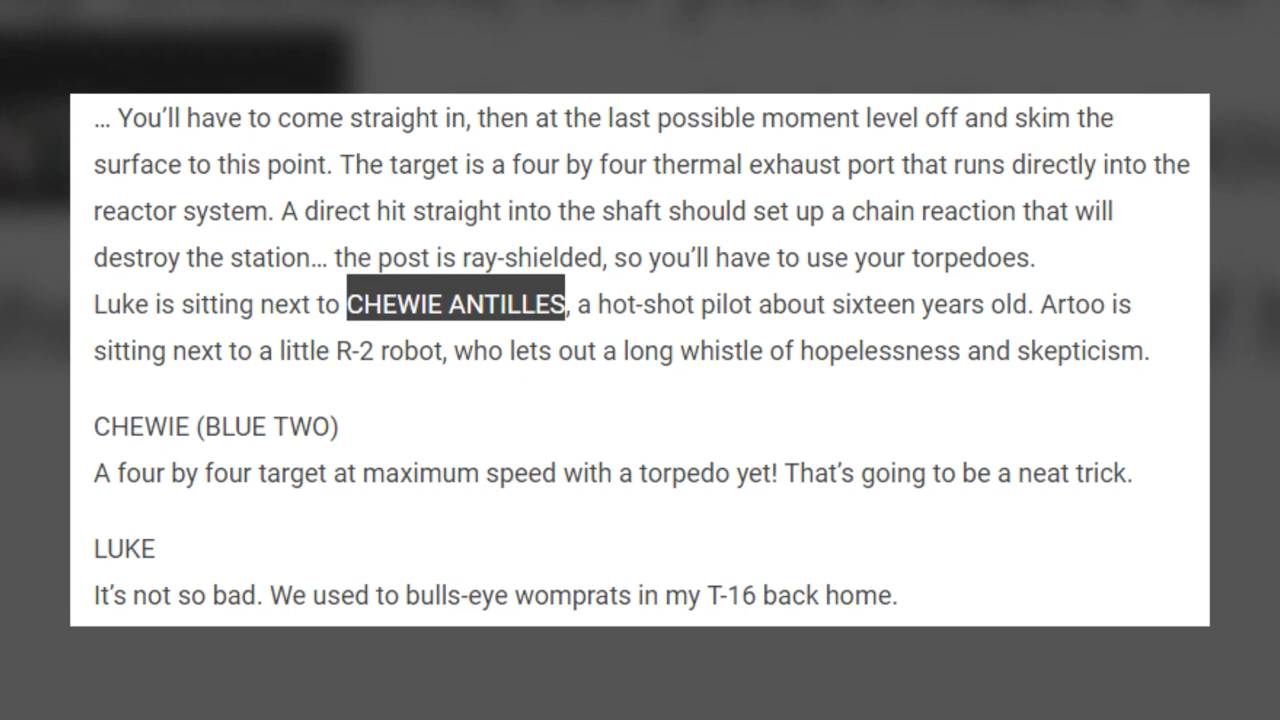 … You’ll have to come straight in, then at the last possible moment level off and skim the
surface to this point. The target is a four by four thermal exhaust port that runs directly into the
reactor system. A direct hit straight into the shaft should set up a chain reaction that will
destroy the station… the post is ray-shielded, so you’ll have to use your torpedoes.
Luke is sitting next to CHEWIE ANTILLES, a hot-shot pilot about sixteen years old. Artoo is
sitting next to a little R-2 robot, who lets out a long whistle of hopelessness and skepticism.
CHEWIE (BLUE TWO)
A four by four target at maximum speed with a torpedo yet! That’s going to be a neat trick.
LUKE
It’s not so bad. We used to bulls-eye womprats in my T-16 back home.